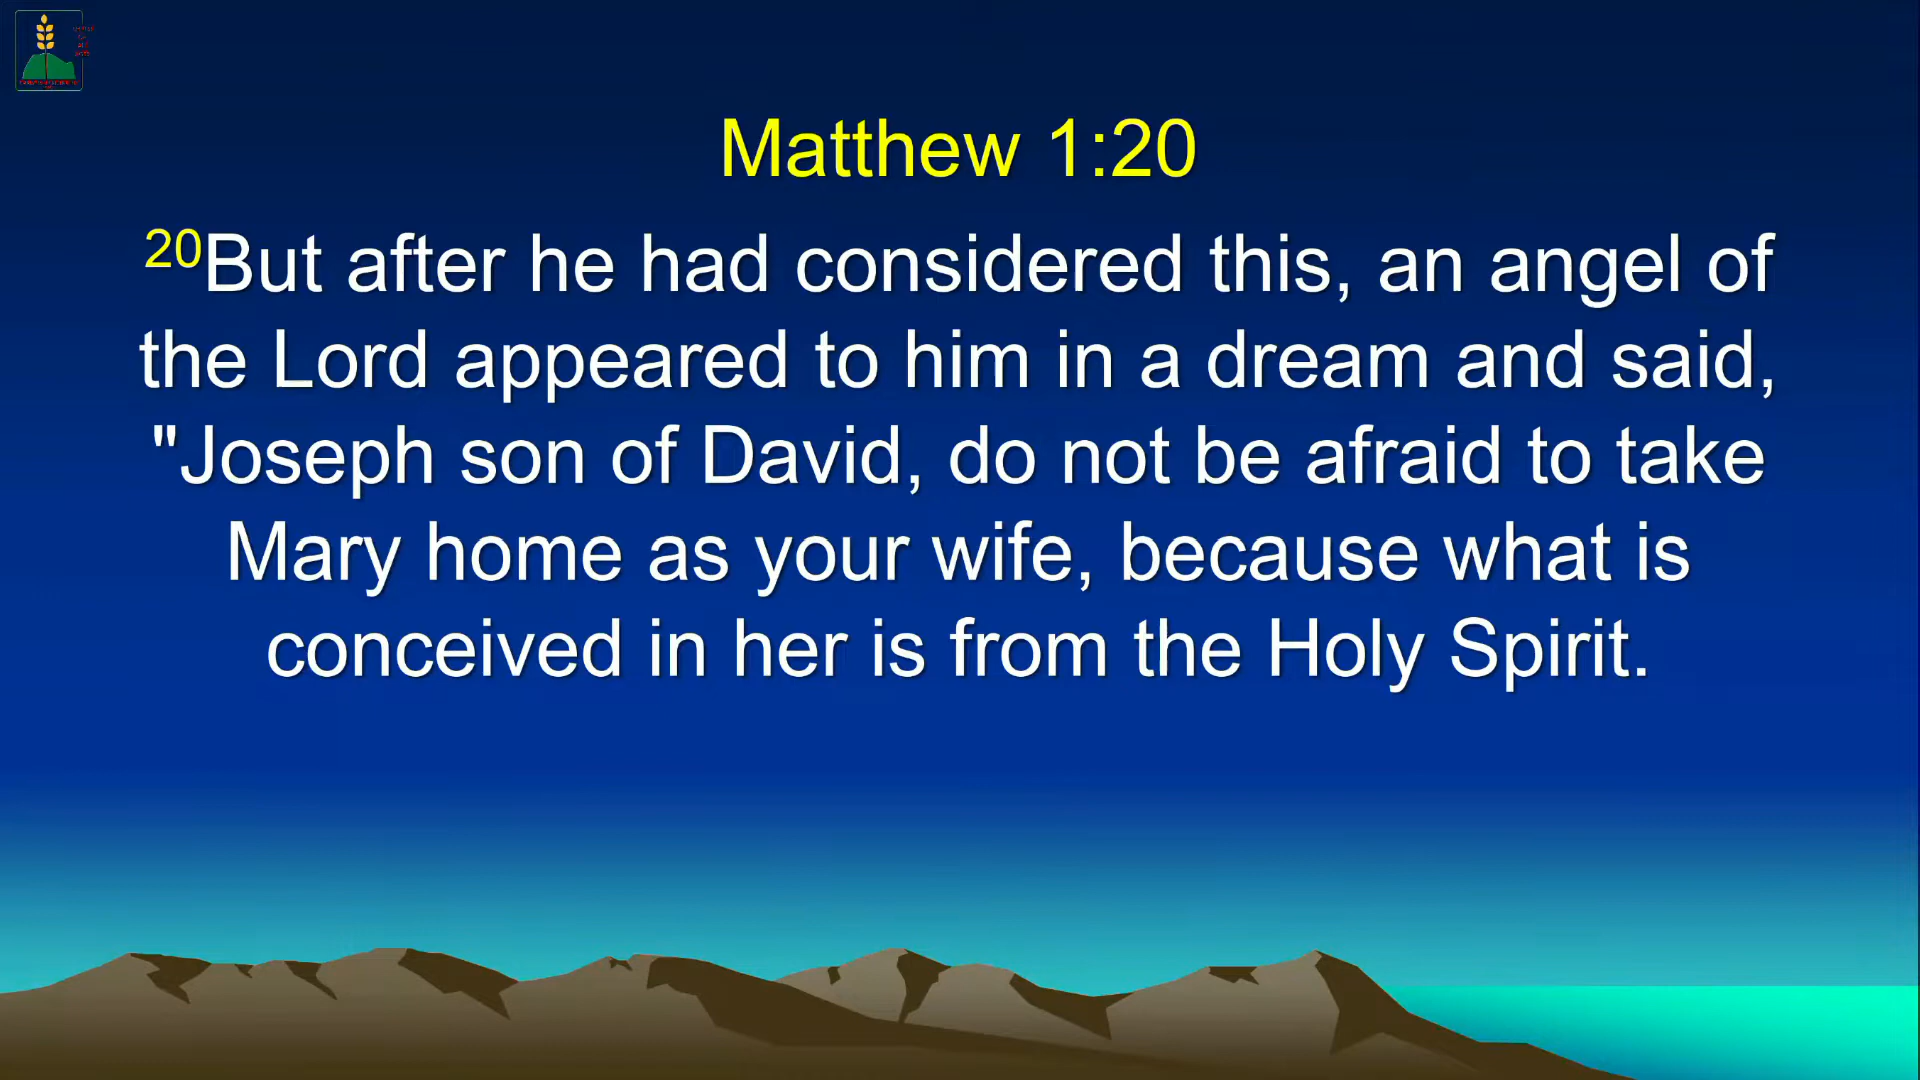 Matthew 1:20
20But after he had considered this, an angel of
the Lord appeared to him in a dream and said,
"Joseph son of David, do not be afraid to take
Mary home as your wife, because what is
conceived in her is from the Holy Spirit.